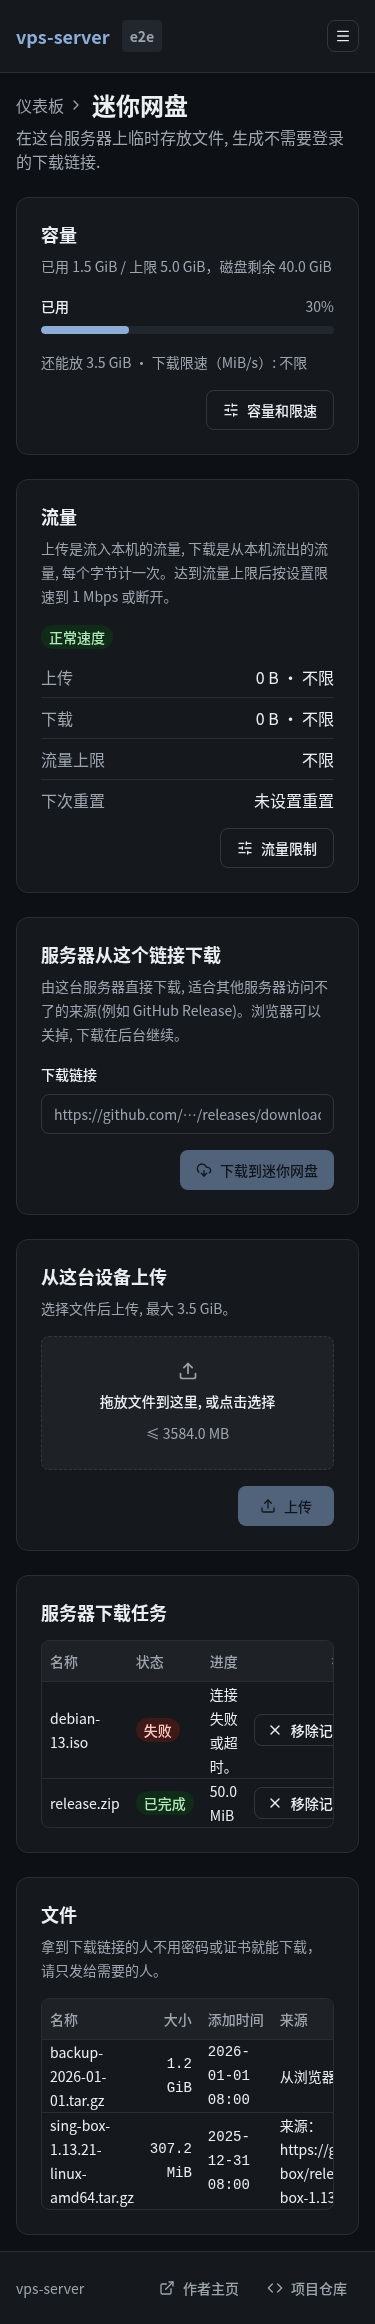 vps-server e2e
仪表板 > 迷你网盘
在这台服务器上临时存放文件, 生成不需要登录
的下载链接.
容量
已用 1.5 GiB / 上限 5.0 GiB，磁盘剩余 40.0 GiB
已用 30%
还能放 3.5 GiB · 下载限速（MiB/s）: 不限
容量和限速
流量
上传是流入本机的流量, 下载是从本机流出的流
量, 每个字节计一次。达到流量上限后按设置限
速到 1 Mbps 或断开。
正常速度
上传 0 B · 不限
下载 0 B · 不限
流量上限 不限
下次重置 未设置重置
流量限制
服务器从这个链接下载
由这台服务器直接下载, 适合其他服务器访问不
了的来源(例如 GitHub Release)。浏览器可以
关掉, 下载在后台继续。
下载链接
https://github.com/…/releases/download
下载到迷你网盘
从这台设备上传
选择文件后上传, 最大 3.5 GiB。
拖放文件到这里, 或点击选择
≤ 3584.0 MB
上传
服务器下载任务
名称 状态 进度
debian-
13.iso
失败
连接
失败
或超
时。
移除记
release.zip 已完成
50.0
MiB
移除记
文件
拿到下载链接的人不用密码或证书就能下载，
请只发给需要的人。
名称 大小 添加时间 来源
backup-
2026-01-
01.tar.gz
1.2
GiB
2026-
01-01
08:00
从浏览器
sing-box-
1.13.21-
linux-
amd64.tar.gz
307.2
MiB
2025-
12-31
08:00
来源：
https://g
box/rele
box-1.13
vps-server 作者主页 项目仓库